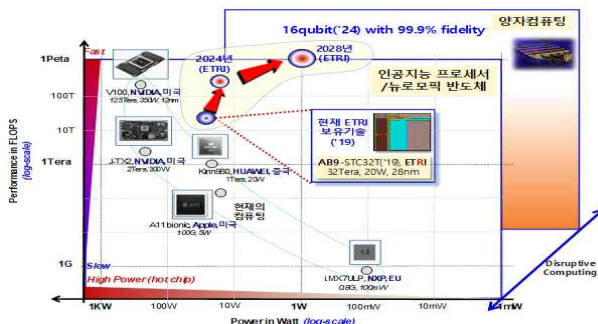 16qubit('24) with 99.9% fidelity
양자컴퓨팅
Fast
1Peta
100T
10T
1Tera
1G
Performance in FLOPS
(log-scale)
2024년
(ETRI)
2028년
(ETRI)
인공지능 프로세서
/뉴로모픽 반도체
V100, NVIDIA,미국
125Tera, 350W, 12nm
현재 ETRI
보유기술
('19)
AB9-STC32T('19), ETRI
32Tera, 20W, 28nm
J-TX2, NVIDIA,미국
2Tera, 300W
Kirin980, HUAWEI,중국
1Tera, 20W
현재의
컴퓨팅
A11bionic, Apple,미국
100G, 5W
i.MX7ULP, NXP, EU
0.8G, 100mW
Slow
High Power (hot chip)
Disruptive
Computing
1KW
100W
10W
1W
100mW
10mW
1mW
Power in Watt (log-scale)